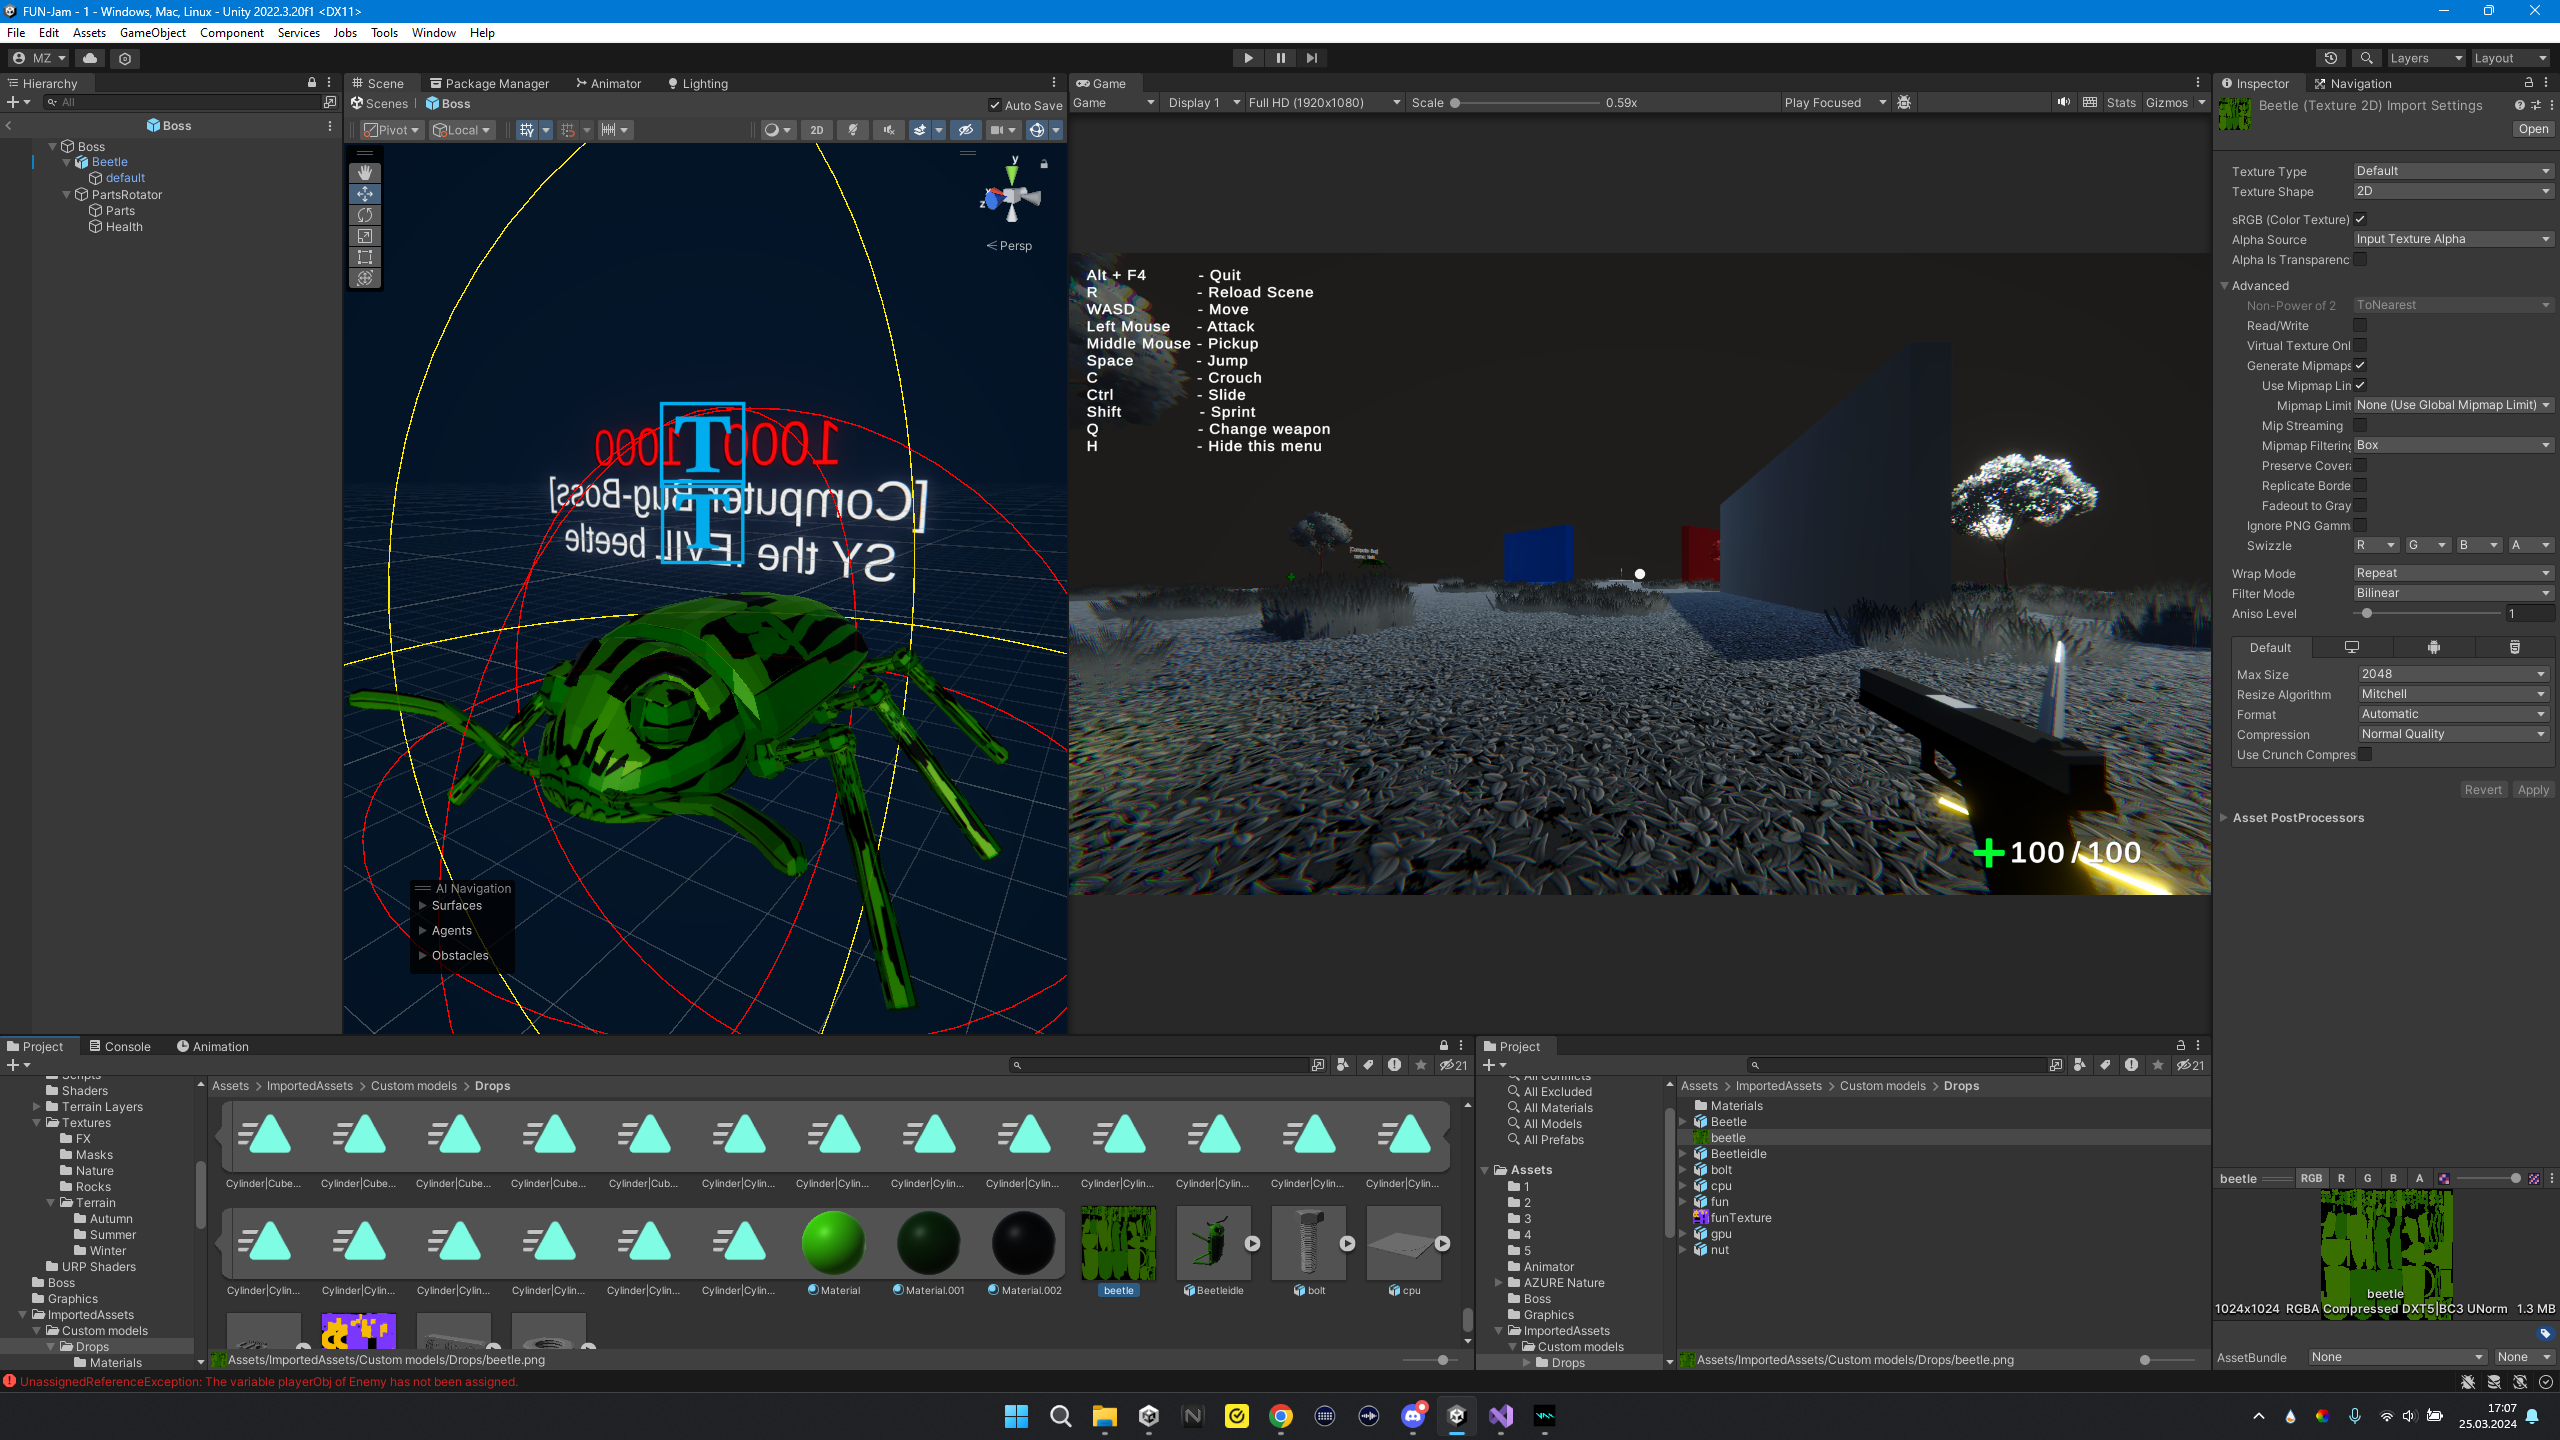 FUN-Jam - 1 - Windows, Mac, Linux - Unity 2022.3.20f1 <DX11>
File Edit Assets GameObject Component Services Jobs Tools Window Help
MZ
Layers
Layout
Hierarchy
All
Boss
Boss
Beetle
default
PartsRotator
Parts
Health
Scene Package Manager Animator Lighting
Scenes Boss
Auto Save
Pivot Local 2D
y
x
z
Persp
1000 1000
[Computer Bug-Boss]
SY the EVIL beetle
T
T
AI Navigation
Surfaces
Agents
Obstacles
Game
Game Display 1 Full HD (1920x1080) Scale 0.59x Play Focused Stats Gizmos
Alt + F4 - Quit
R - Reload Scene
WASD - Move
Left Mouse - Attack
Middle Mouse - Pickup
Space - Jump
C - Crouch
Ctrl - Slide
Shift - Sprint
Q - Change weapon
H - Hide this menu
100 / 100
Inspector Navigation
Beetle (Texture 2D) Import Settings
Open
Texture Type Default
Texture Shape 2D
sRGB (Color Texture)
Alpha Source Input Texture Alpha
Alpha Is Transparenc
Advanced
Non-Power of 2 ToNearest
Read/Write
Virtual Texture Onl
Generate Mipmaps
Use Mipmap Lin
Mipmap Limit None (Use Global Mipmap Limit)
Mip Streaming
Mipmap Filtering Box
Preserve Cover
Replicate Borde
Fadeout to Gray
Ignore PNG Gamm
Swizzle R G B A
Wrap Mode Repeat
Filter Mode Bilinear
Aniso Level 1
Default
Max Size 2048
Resize Algorithm Mitchell
Format Automatic
Compression Normal Quality
Use Crunch Compres
Revert Apply
Asset PostProcessors
beetle RGB R G B A
beetle
1024x1024 RGBA Compressed DXT5|BC3 UNorm 1.3 MB
AssetBundle None None
Project Console Animation
21
Scripts
Shaders
Terrain Layers
Textures
FX
Masks
Nature
Rocks
Terrain
Autumn
Summer
Winter
URP Shaders
Boss
Graphics
ImportedAssets
Custom models
Drops
Materials
Assets > ImportedAssets > Custom models > Drops
Cylinder|Cube... Cylinder|Cube... Cylinder|Cube... Cylinder|Cube... Cylinder|Cub... Cylinder|Cylin... Cylinder|Cylin... Cylinder|Cylin... Cylinder|Cylin... Cylinder|Cylin... Cylinder|Cylin... Cylinder|Cylin... Cylinder|Cylin...
Cylinder|Cylin... Cylinder|Cylin... Cylinder|Cylin... Cylinder|Cylin... Cylinder|Cylin... Cylinder|Cylin... Material Material.001 Material.002 beetle Beetleidle bolt cpu
Assets/ImportedAssets/Custom models/Drops/beetle.png
Project
21
All Conflicts
All Excluded
All Materials
All Models
All Prefabs
Assets
1
2
3
4
5
Animator
AZURE Nature
Boss
Graphics
ImportedAssets
Custom models
Drops
Assets > ImportedAssets > Custom models > Drops
Materials
Beetle
beetle
Beetleidle
bolt
cpu
fun
funTexture
gpu
nut
Assets/ImportedAssets/Custom models/Drops/beetle.png
UnassignedReferenceException: The variable playerObj of Enemy has not been assigned.
17:07
25.03.2024